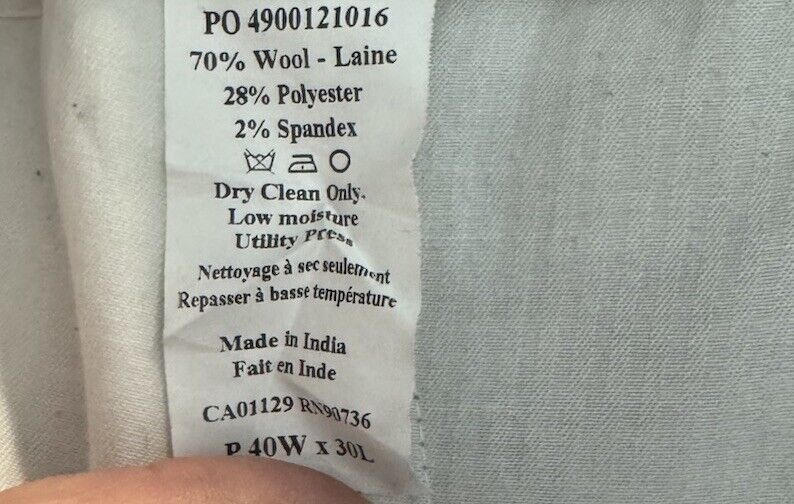 PO 4900121016
70% Wool - Laine
28% Polyester
2% Spandex
Dry Clean Only.
Low moisture
Utility Press
Nettoyage à sec seulement
Repasser à basse température
Made in India
Fait en Inde
CA01129 RN90736
40W x 30L